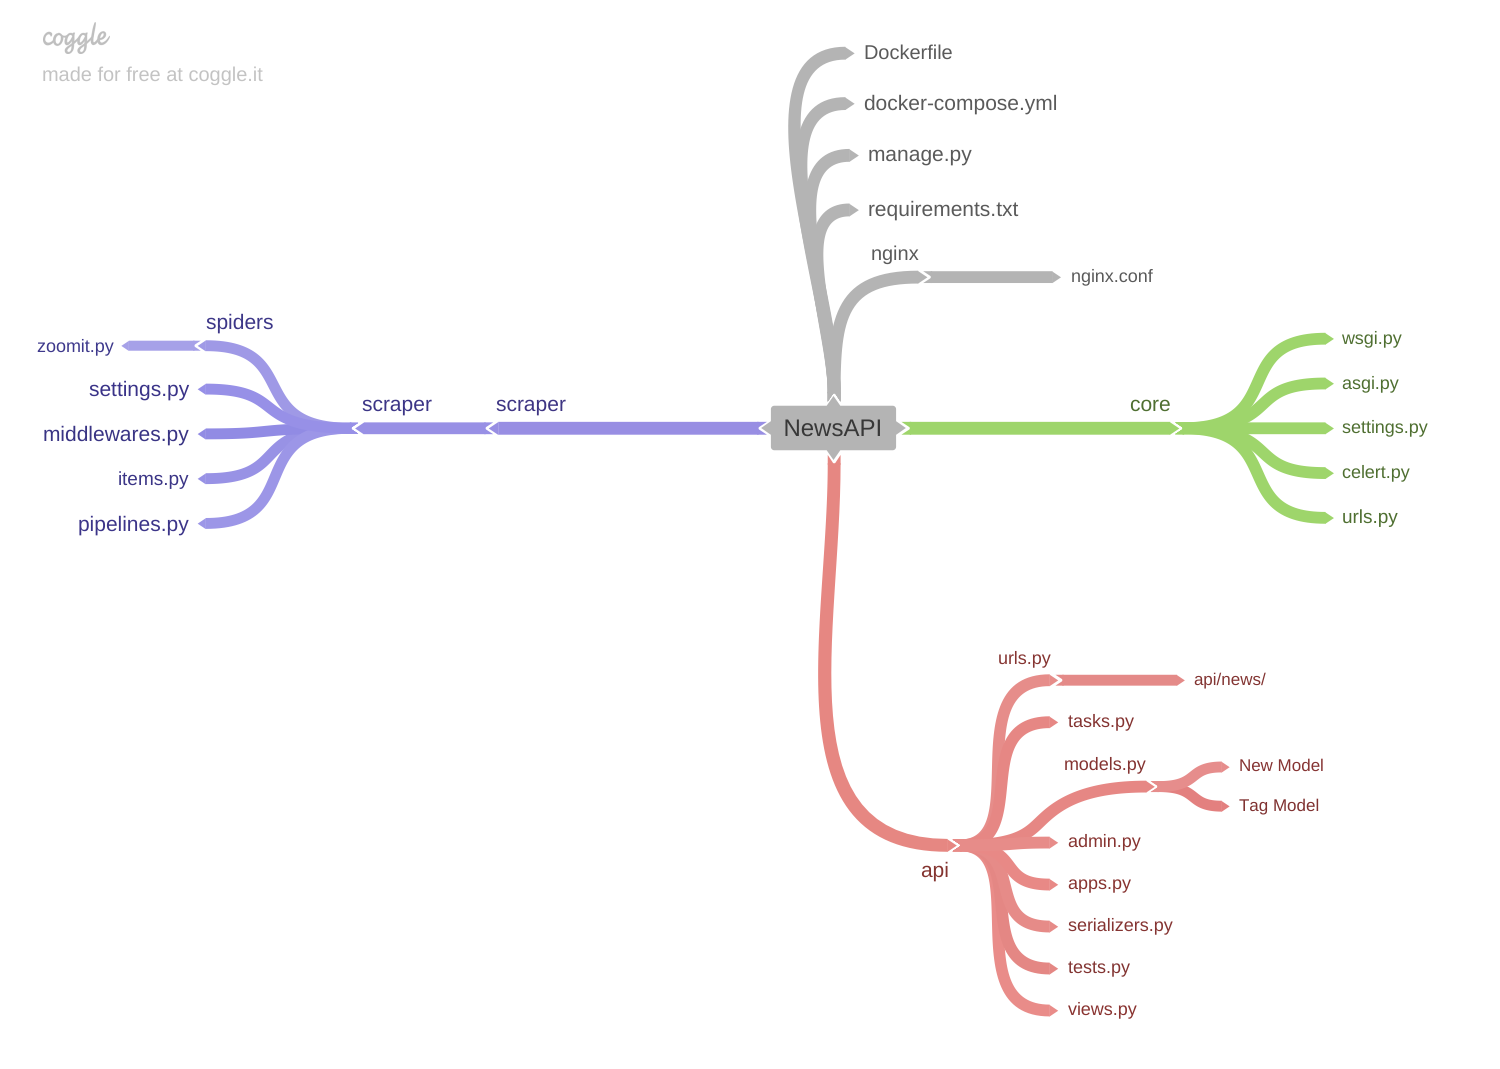 coggle
made for free at coggle.it
Dockerfile
docker-compose.yml
manage.py
requirements.txt
nginx
nginx.conf
spiders
zoomit.py
settings.py
middlewares.py
items.py
pipelines.py
scraper
scraper
NewsAPI
core
wsgi.py
asgi.py
settings.py
celert.py
urls.py
urls.py
api/news/
tasks.py
models.py
New Model
Tag Model
admin.py
api
apps.py
serializers.py
tests.py
views.py